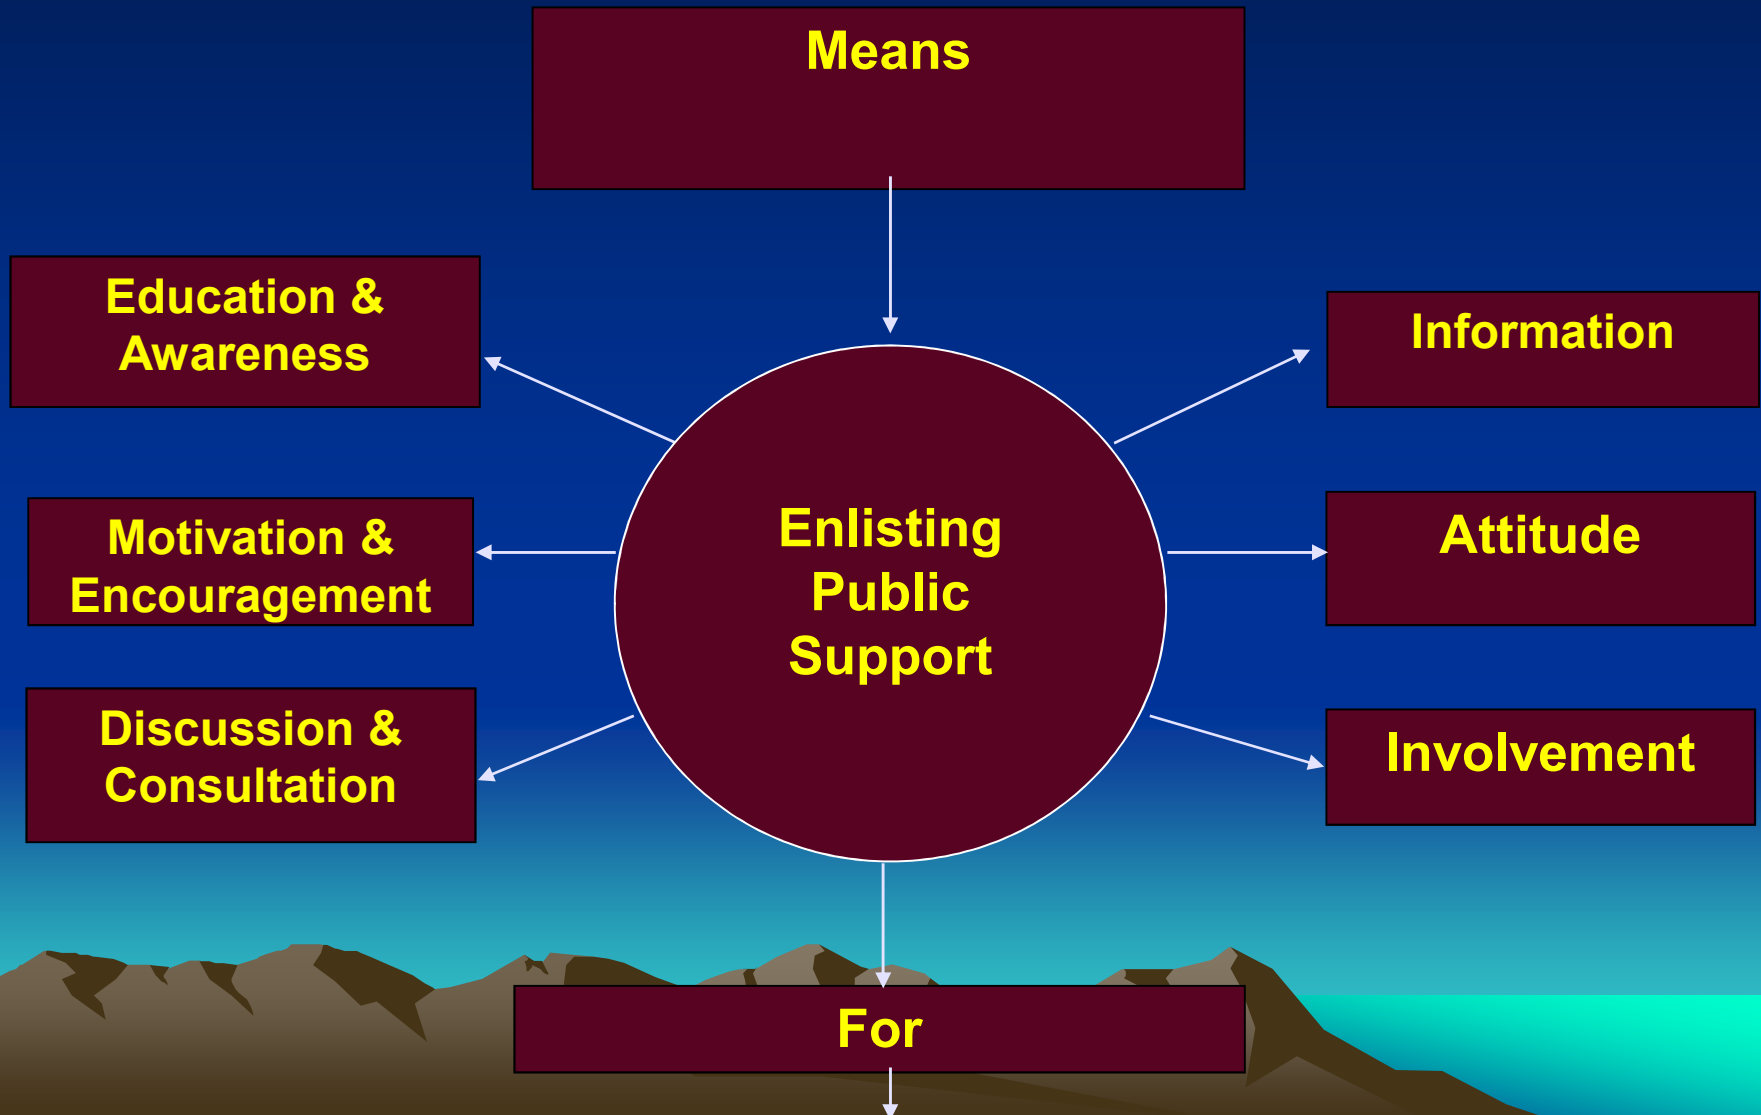 Means
Education &
Awareness
Information
Motivation &
Encouragement
Enlisting
Public
Support
Attitude
Discussion &
Consultation
Involvement
For